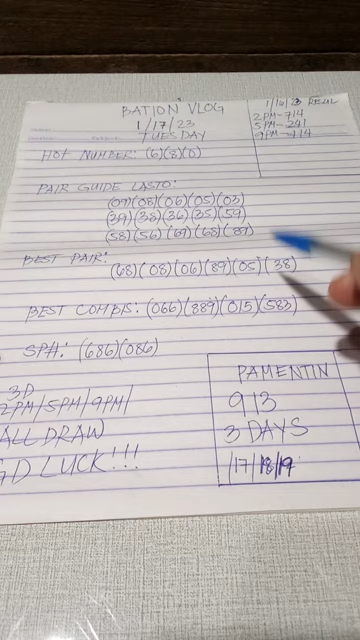 BATION VLOG
1/17/23
TUESDAY
1/16/23 RESUL
2PM-714
5PM-241
9PM-414
HOT NUMBER: (6)(8)(0)
PAIR GUIDE LASTO:
(09)(08)(06)(05)(03)
(39)(38)(36)(35)(59)
(58)(56)(69)(68)(89)
BEST PAIR:
(68)(08)(06)(89)(05)(38)
BEST COMBIS: (066)(889)(015)(583)
SPH: (686)(086)
3D
2PM/5PM/9PM/
ALL DRAW
GD LUCK!!!
PAMENTIN
913
3 DAYS
/17/18/19